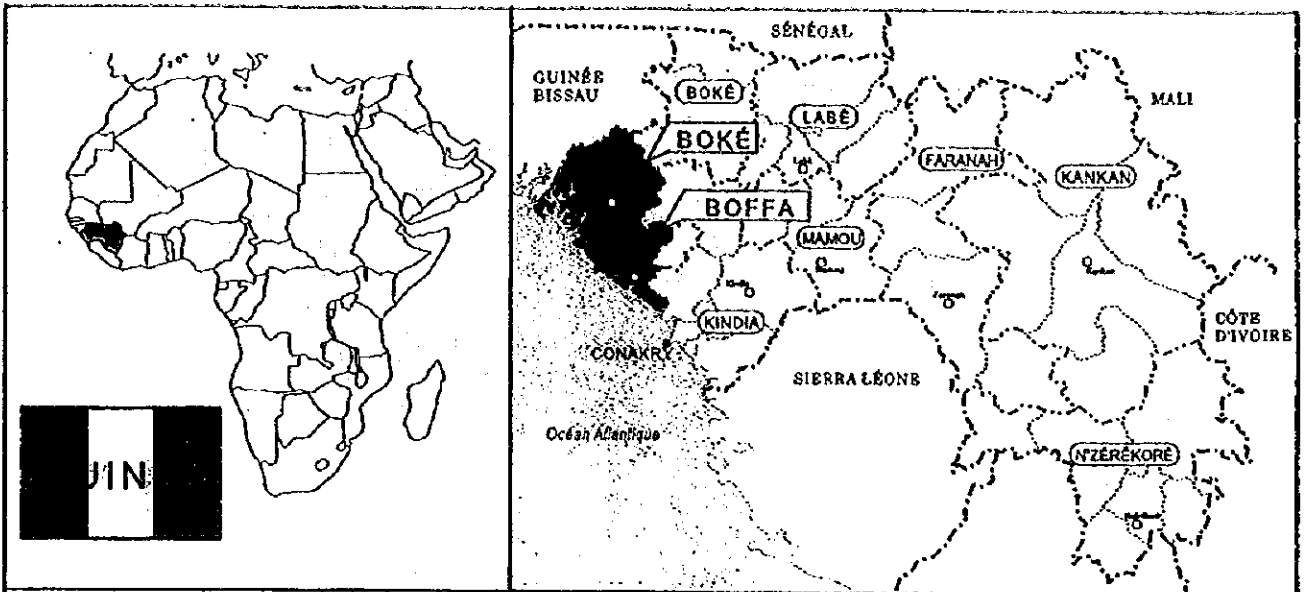 UIN
SÉNÉGAL
GUINÉE
BISSAU
BOKÉ
MALI
LABÉ
BOKÉ
FARANAH
KANKAN
BOFFA
MAMOU
KINDIA
CÔTE
D'IVOIRE
CONAKRY
SIERRA LÉONE
Océan Atlantique
N'ZÉRÉKORÉ